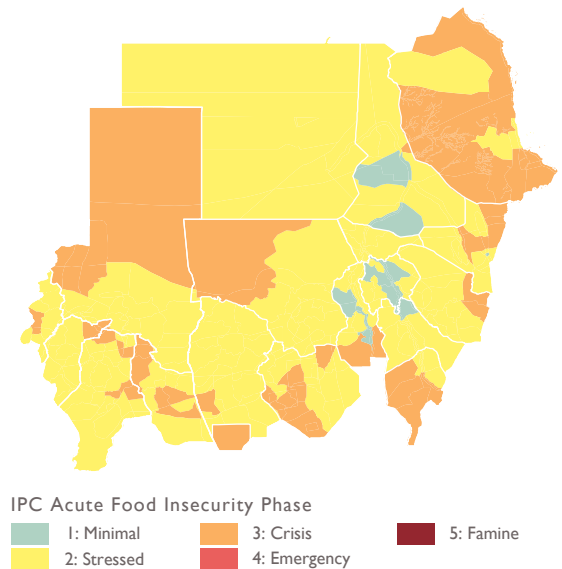 IPC Acute Food Insecurity Phase
1: Minimal 3: Crisis 5: Famine
2: Stressed 4: Emergency